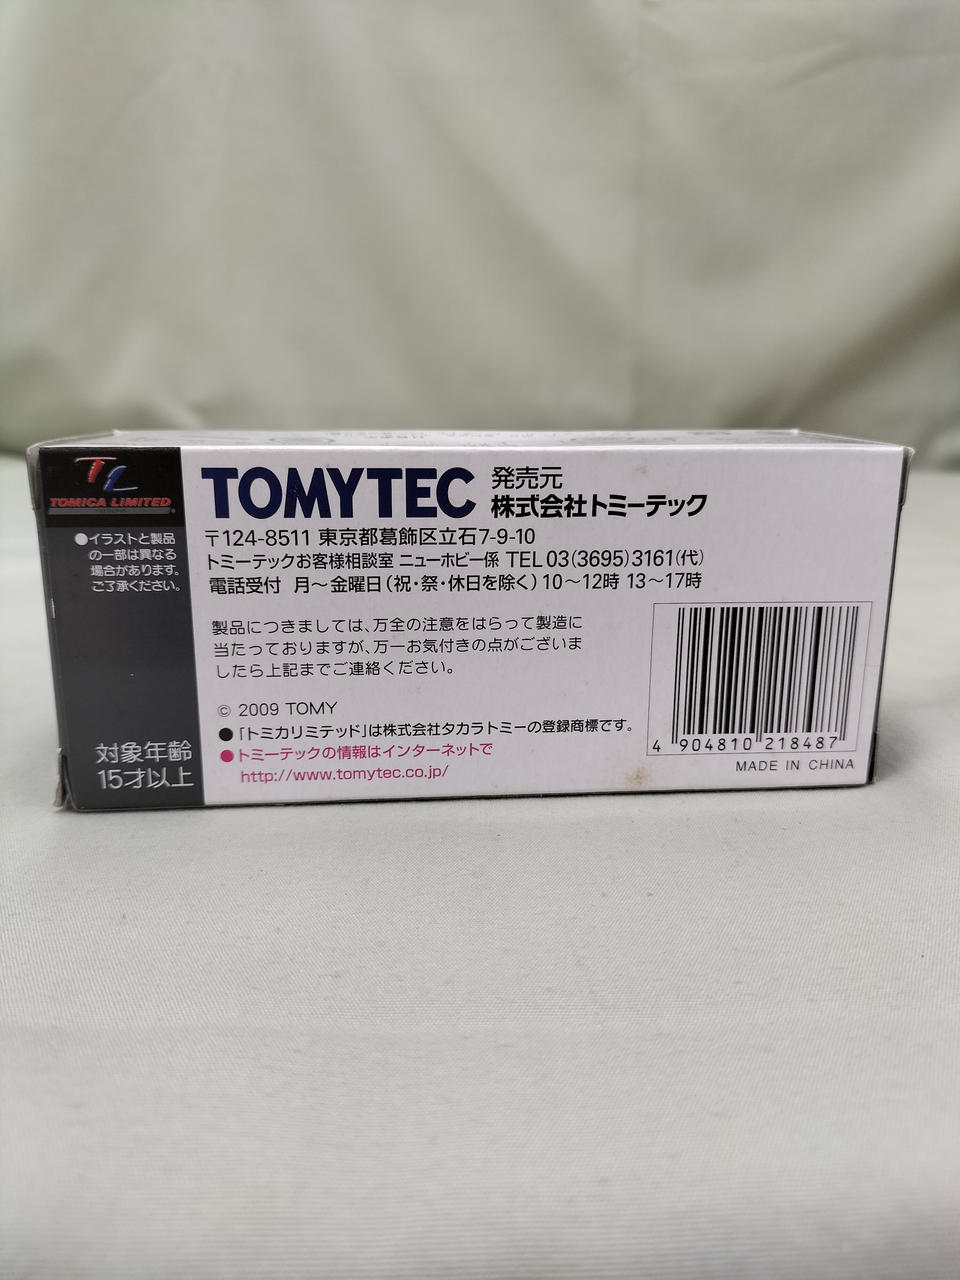 TL
TOMICA LIMITED
●イラストと製品
の一部は異なる
場合があります。
ご了承ください。
対象年齢
15才以上
TOMYTEC 発売元
株式会社トミーテック
〒124-8511 東京都葛飾区立石7-9-10
トミーテックお客様相談室 ニューホビー係 TEL 03(3695)3161(代)
電話受付 月〜金曜日(祝・祭・休日を除く)10〜12時 13〜17時
製品につきましては、万全の注意をはらって製造に
当たっておりますが、万一お気付きの点がございま
したら上記までご連絡ください。
© 2009 TOMY
●「トミカリミテッド」は株式会社タカラトミーの登録商標です。
●トミーテックの情報はインターネットで
http://www.tomytec.co.jp/
4 904810 218487
MADE IN CHINA